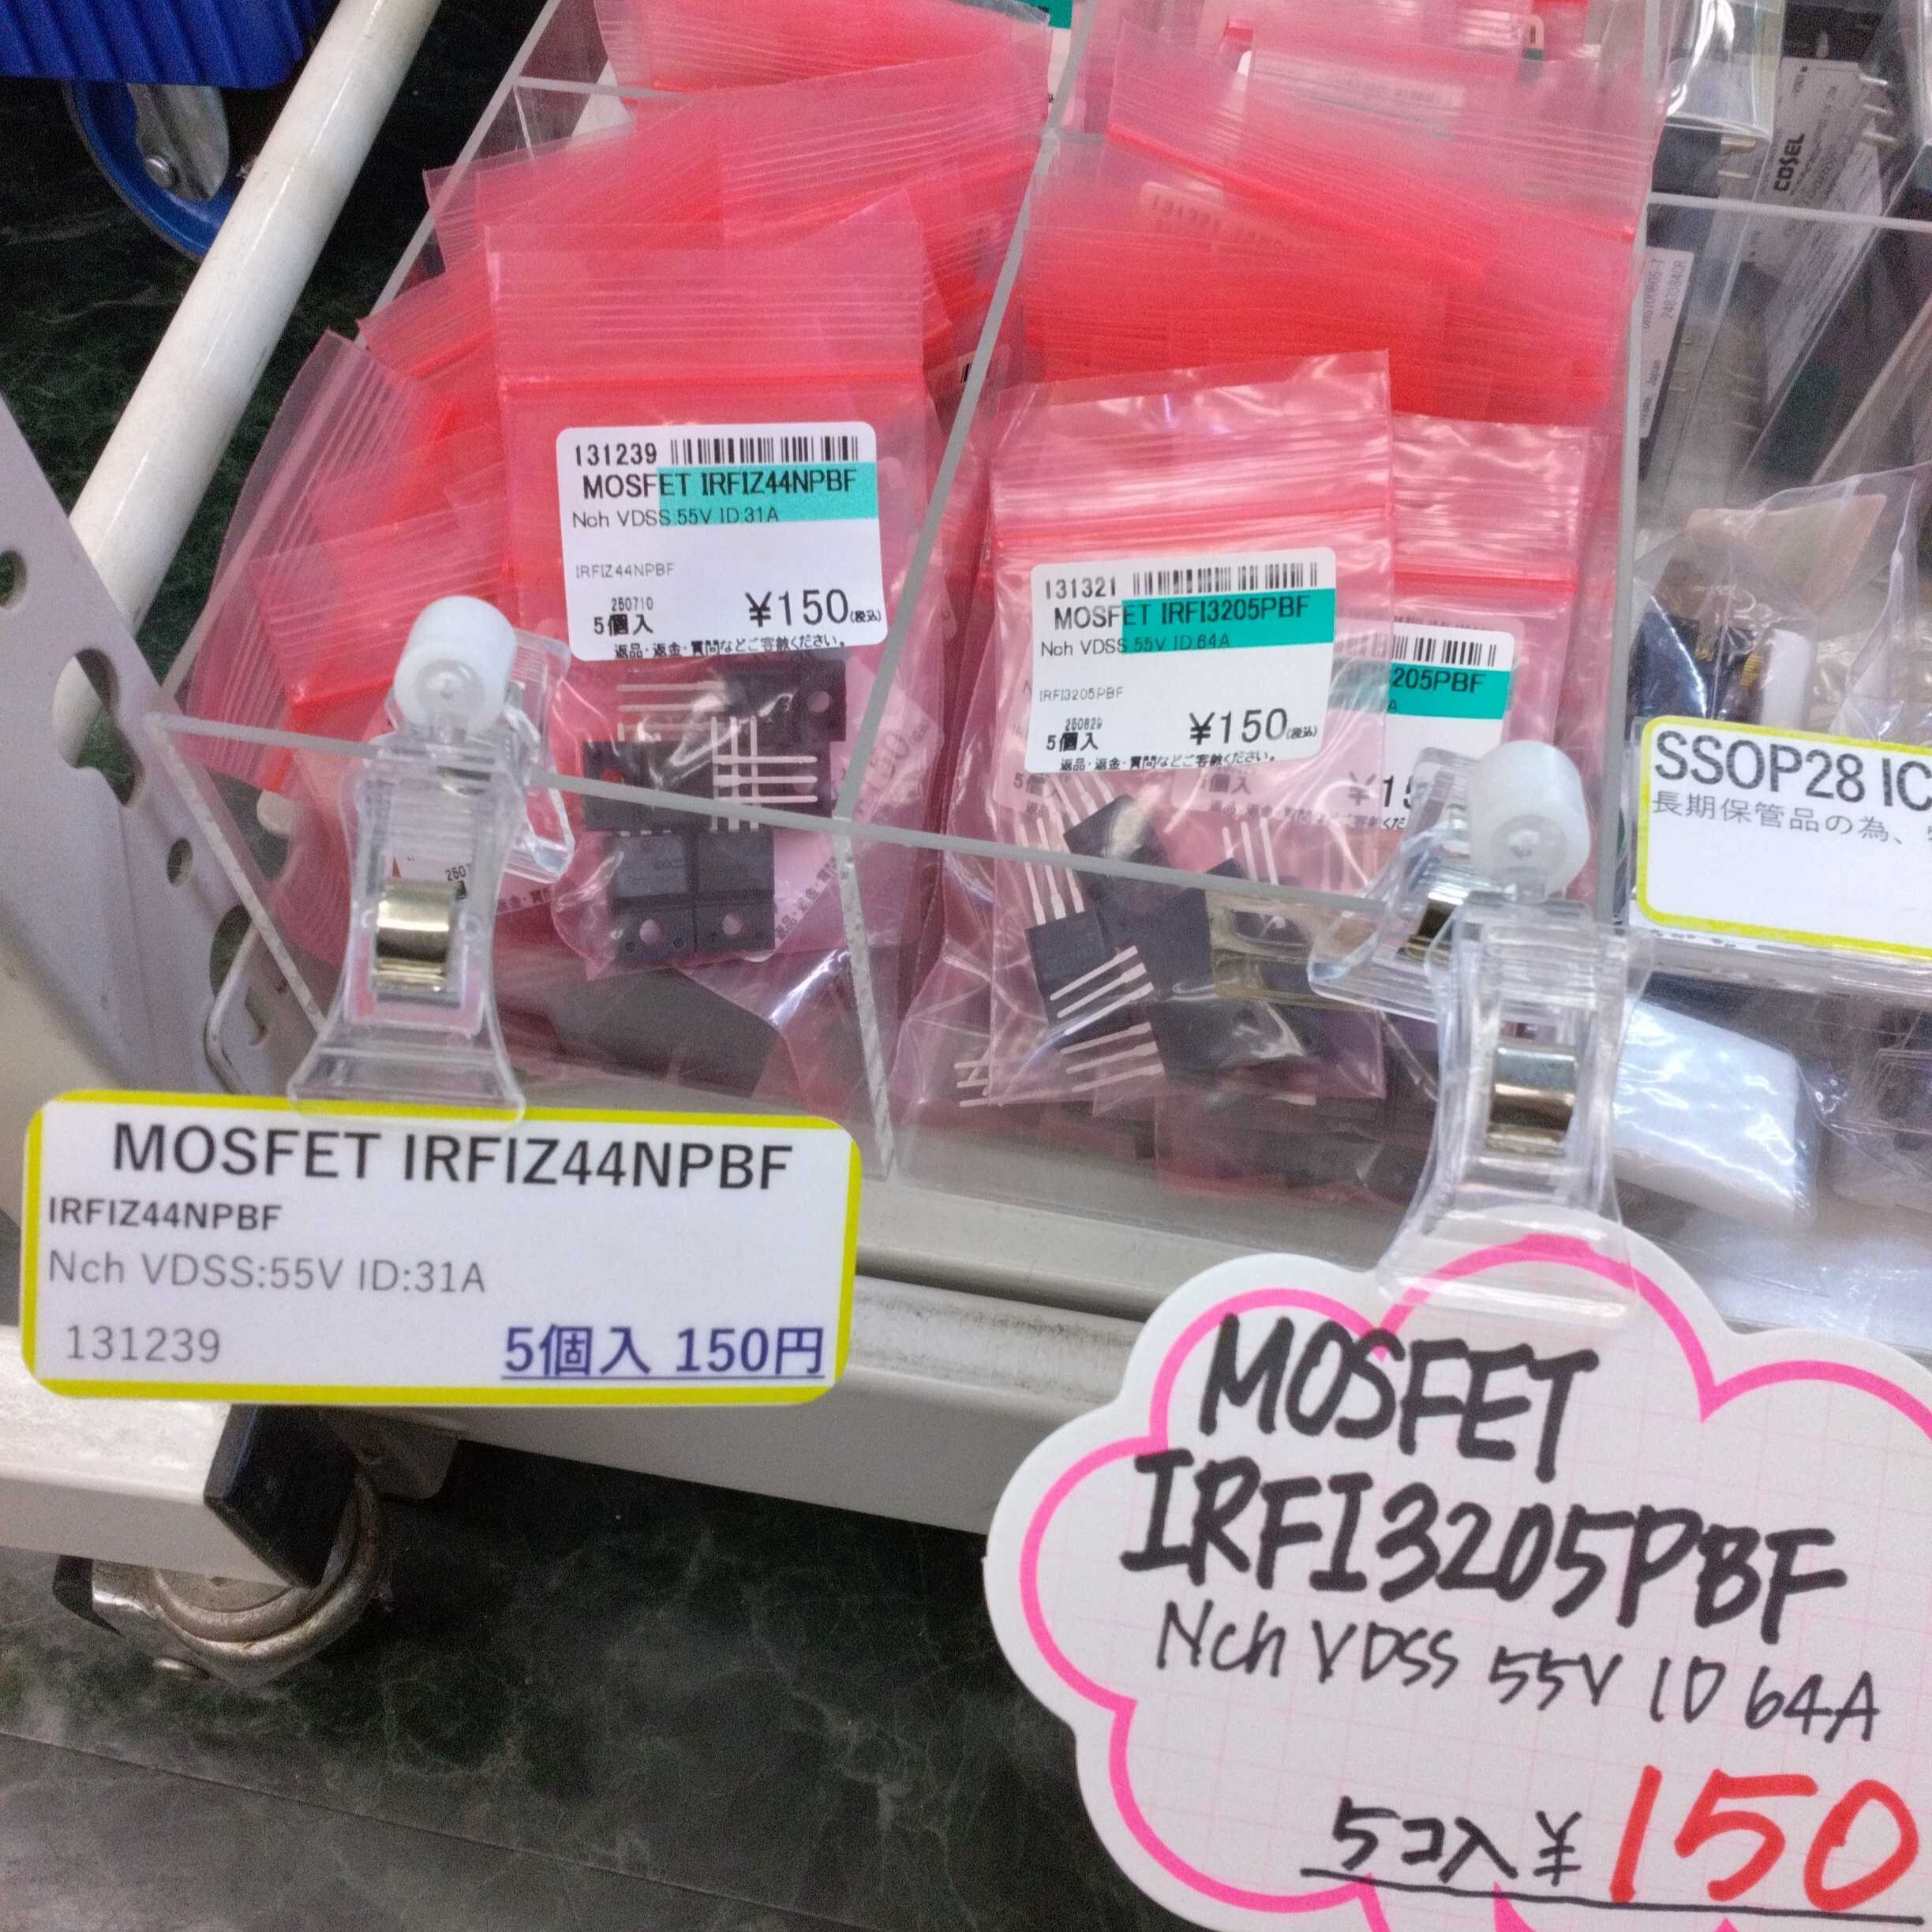 COSEL
131239
MOSFET IRFIZ44NPBF
Nch VDSS:55V ID:31A
IRFIZ44NPBF
250710
5個入 ¥150(税込)
返品・返金・質問などご容赦ください。
131321
MOSFET IRFI3205PBF
Nch VDSS:55V ID:64A
IRFI3205PBF
250829
5個入 ¥150(税込)
返品・返金・質問などご容赦ください。
205PBF
SSOP28 IC
長期保管品の為、
MOSFET IRFIZ44NPBF
IRFIZ44NPBF
Nch VDSS:55V ID:31A
131239 5個入 150円
MOSFET
IRFI3205PBF
Nch VDSS 55V ID 64A
5コ入 ¥150